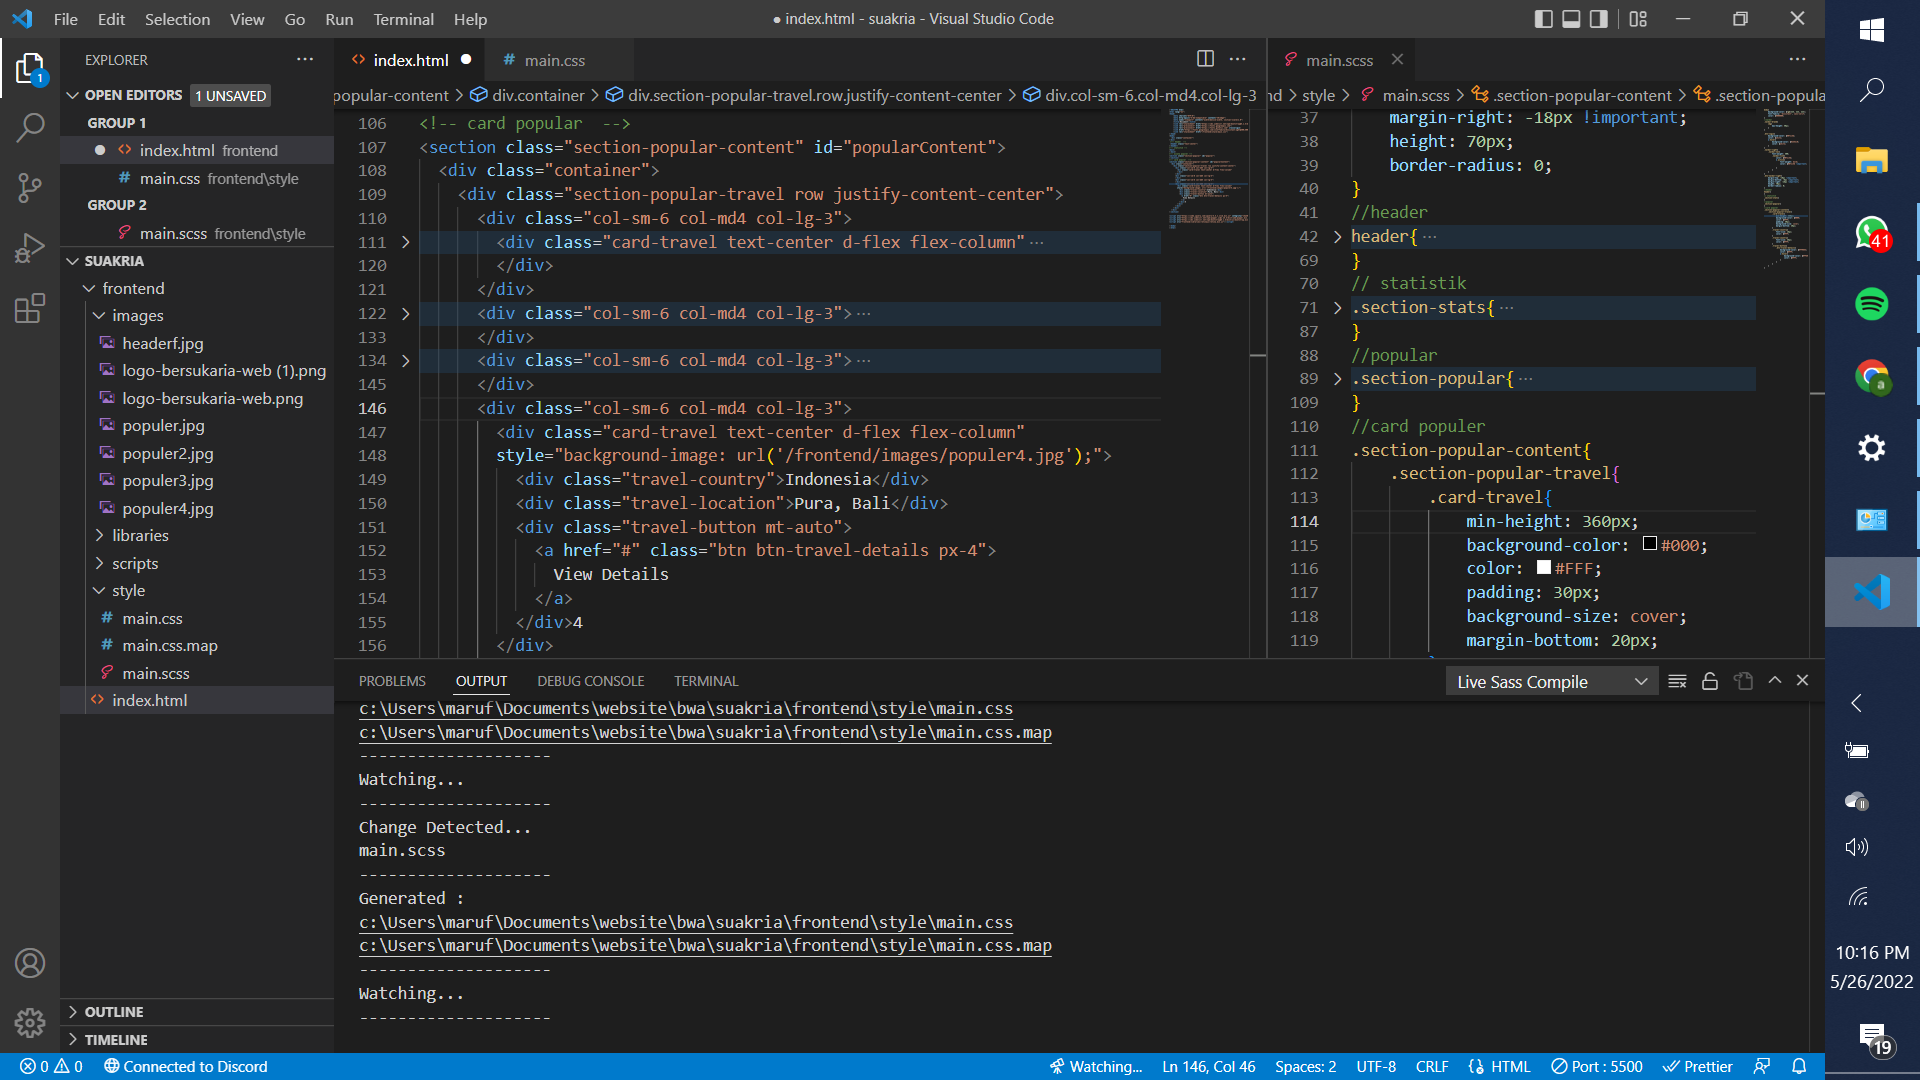 File Edit Selection View Go Run Terminal Help
● index.html - suakria - Visual Studio Code
EXPLORER
OPEN EDITORS 1 UNSAVED
GROUP 1
index.html frontend
main.css frontend\style
GROUP 2
main.scss frontend\style
SUAKRIA
frontend
images
headerf.jpg
logo-bersukaria-web (1).png
logo-bersukaria-web.png
populer.jpg
populer2.jpg
populer3.jpg
populer4.jpg
libraries
scripts
style
main.css
main.css.map
main.scss
index.html
OUTLINE
TIMELINE
index.html
main.css
popular-content > div.container > div.section-popular-travel.row.justify-content-center > div.col-sm-6.col-md4.col-lg-3
106 <!-- card popular  -->
107 <section class="section-popular-content" id="popularContent">
108 <div class="container">
109 <div class="section-popular-travel row justify-content-center">
110 <div class="col-sm-6 col-md4 col-lg-3">
111 <div class="card-travel text-center d-flex flex-column" ···
120 </div>
121 </div>
122 <div class="col-sm-6 col-md4 col-lg-3"> ···
133 </div>
134 <div class="col-sm-6 col-md4 col-lg-3"> ···
145 </div>
146 <div class="col-sm-6 col-md4 col-lg-3">
147 <div class="card-travel text-center d-flex flex-column"
148 style="background-image: url('/frontend/images/populer4.jpg');">
149 <div class="travel-country">Indonesia</div>
150 <div class="travel-location">Pura, Bali</div>
151 <div class="travel-button mt-auto">
152 <a href="#" class="btn btn-travel-details px-4">
153 View Details
154 </a>
155 </div>4
156 </div>
main.scss
nd > style > main.scss > .section-popular-content > .section-popula
37 margin-right: -18px !important;
38 height: 70px;
39 border-radius: 0;
40 }
41 //header
42 header{ ···
69 }
70 // statistik
71 .section-stats{ ···
87 }
88 //popular
89 .section-popular{ ···
109 }
110 //card populer
111 .section-popular-content{
112 .section-popular-travel{
113 .card-travel{
114 min-height: 360px;
115 background-color: #000;
116 color: #FFF;
117 padding: 30px;
118 background-size: cover;
119 margin-bottom: 20px;
PROBLEMS OUTPUT DEBUG CONSOLE TERMINAL
Live Sass Compile
c:\Users\maruf\Documents\website\bwa\suakria\frontend\style\main.css
c:\Users\maruf\Documents\website\bwa\suakria\frontend\style\main.css.map
--------------------
Watching...
--------------------
Change Detected...
main.scss
--------------------
Generated :
c:\Users\maruf\Documents\website\bwa\suakria\frontend\style\main.css
c:\Users\maruf\Documents\website\bwa\suakria\frontend\style\main.css.map
--------------------
Watching...
--------------------
0 0 Connected to Discord
Watching... Ln 146, Col 46 Spaces: 2 UTF-8 CRLF HTML Port : 5500 Prettier
1
41
a
10:16 PM
5/26/2022
19